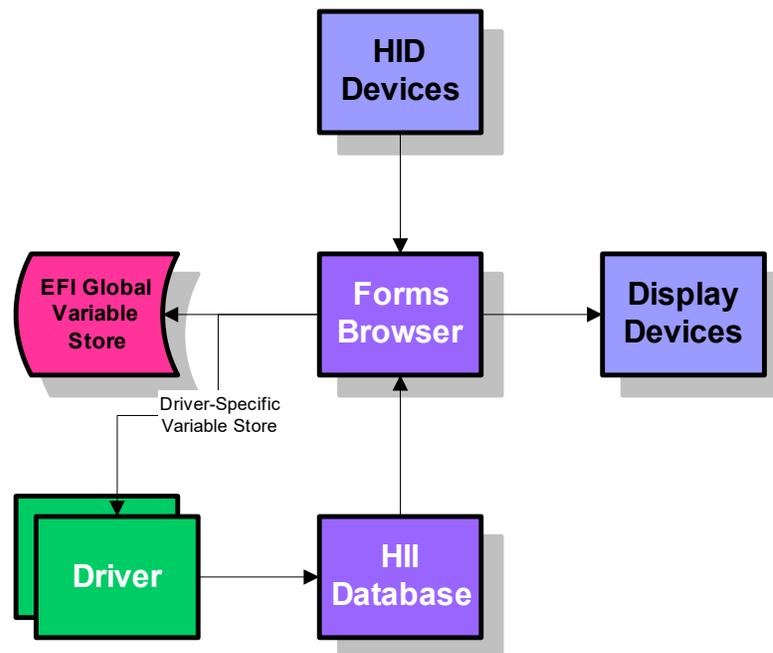 HID
Devices
EFI Global
Variable
Store
Forms
Browser
Display
Devices
Driver-Specific
Variable Store
Driver
HII
Database